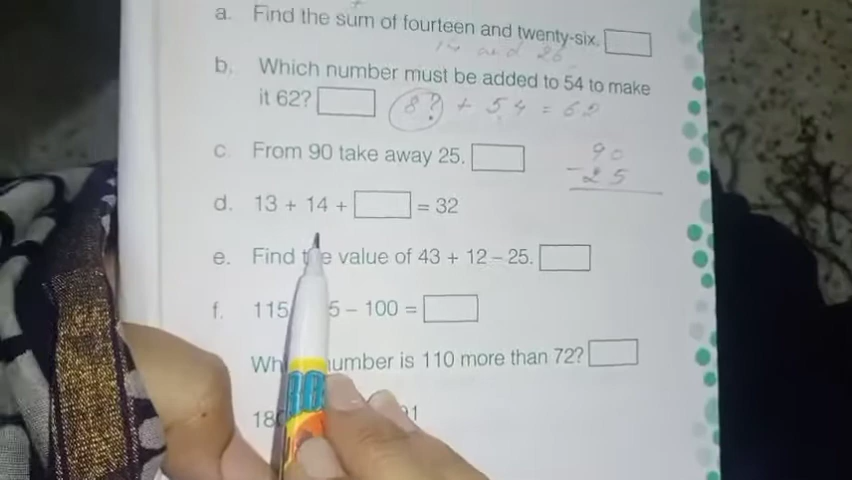 a. Find the sum of fourteen and twenty-six.
14 and 26
b. Which number must be added to 54 to make
it 62? 8? + 54 = 62
c. From 90 take away 25.
90
- 25
d. 13 + 14 + = 32
e. Find the value of 43 + 12 – 25.
f. 115 5 – 100 =
number is 110 more than 72?